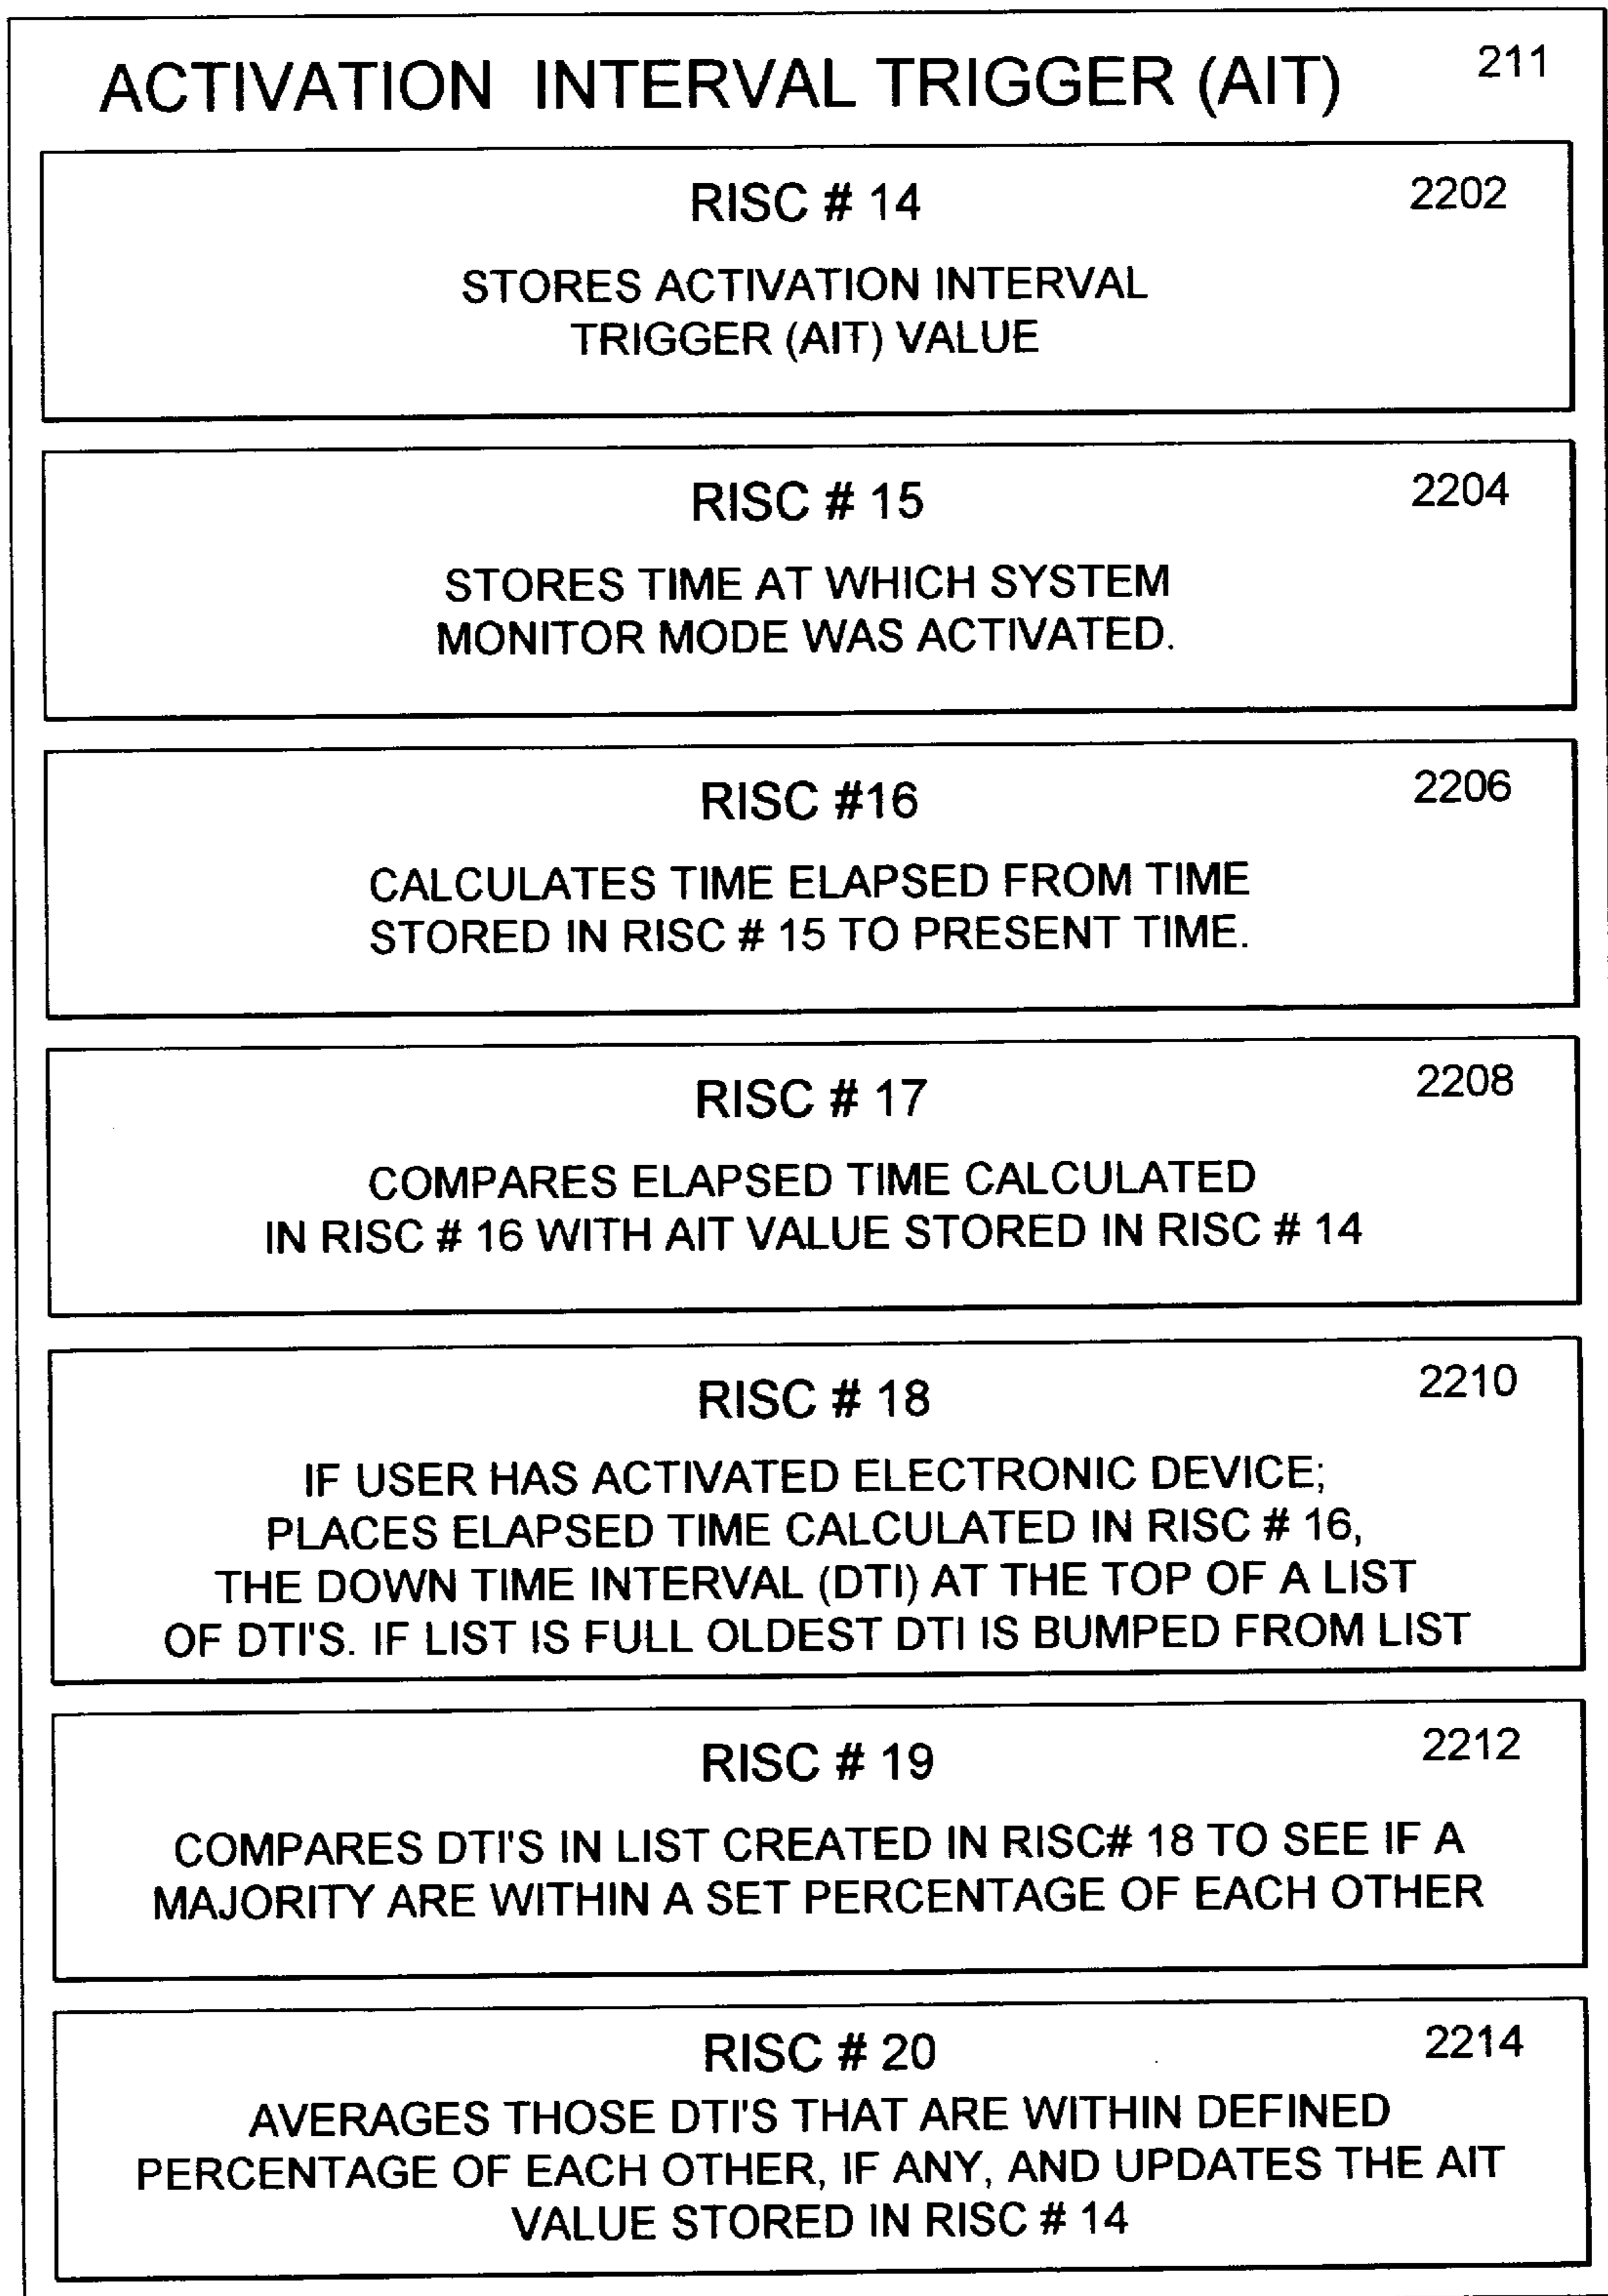 ACTIVATION INTERVAL TRIGGER (AIT) 211
RISC # 14 2202
STORES ACTIVATION INTERVAL
TRIGGER (AIT) VALUE
RISC # 15 2204
STORES TIME AT WHICH SYSTEM
MONITOR MODE WAS ACTIVATED.
RISC #16 2206
CALCULATES TIME ELAPSED FROM TIME
STORED IN RISC # 15 TO PRESENT TIME.
RISC # 17 2208
COMPARES ELAPSED TIME CALCULATED
IN RISC # 16 WITH AIT VALUE STORED IN RISC # 14
RISC # 18 2210
IF USER HAS ACTIVATED ELECTRONIC DEVICE;
PLACES ELAPSED TIME CALCULATED IN RISC # 16,
THE DOWN TIME INTERVAL (DTI) AT THE TOP OF A LIST
OF DTI'S. IF LIST IS FULL OLDEST DTI IS BUMPED FROM LIST
RISC # 19 2212
COMPARES DTI'S IN LIST CREATED IN RISC# 18 TO SEE IF A
MAJORITY ARE WITHIN A SET PERCENTAGE OF EACH OTHER
RISC # 20 2214
AVERAGES THOSE DTI'S THAT ARE WITHIN DEFINED
PERCENTAGE OF EACH OTHER, IF ANY, AND UPDATES THE AIT
VALUE STORED IN RISC # 14